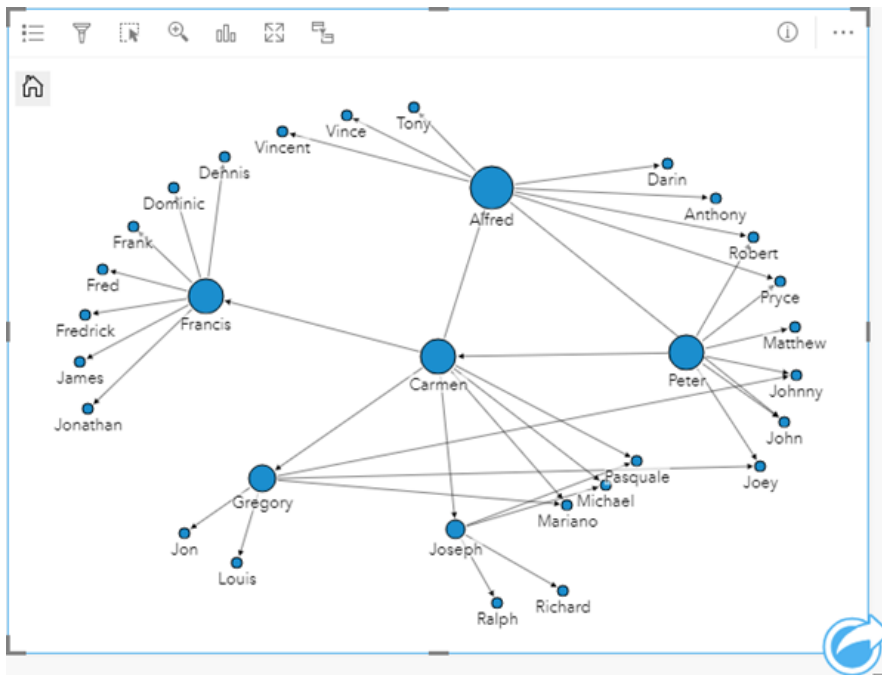 Tony
Vince
Vincent
Dennis
Darin
Dominic
Anthony
Alfred
Frank
Robert
Fred
Pryce
Francis
Fredrick
Matthew
James
Carmen
Peter
Johnny
Jonathan
John
Pasquale
Joey
Gregory
Michael
Mariano
Jon
Joseph
Louis
Richard
Ralph